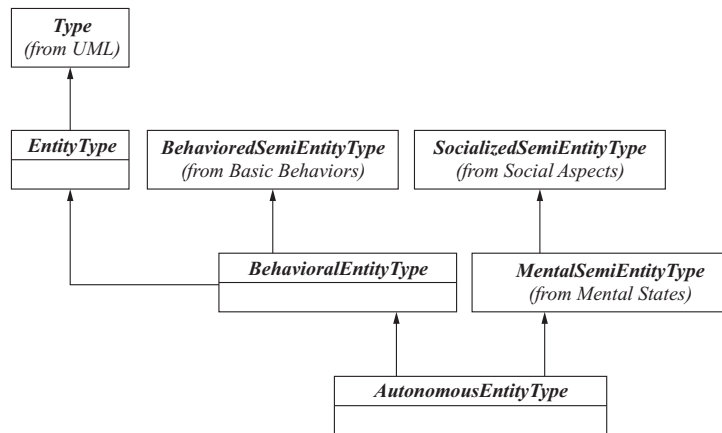 Type
(from UML)
EntityType
BehavioredSemiEntityType
(from Basic Behaviors)
SocializedSemiEntityType
(from Social Aspects)
BehavioralEntityType
MentalSemiEntityType
(from Mental States)
AutonomousEntityType